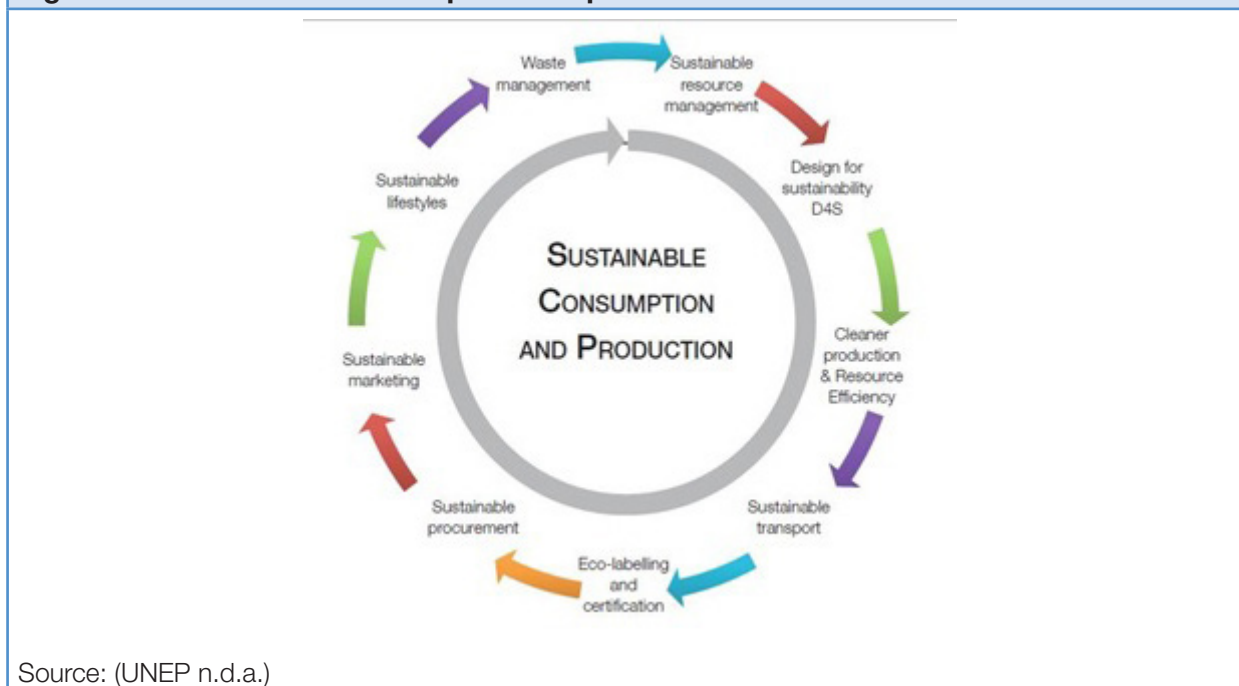 Waste
management
Sustainable
resource
management
Design for
sustainability
D4S
Cleaner
production
& Resource
Efficiency
Sustainable
transport
Eco-labelling
and
certification
Sustainable
procurement
Sustainable
marketing
Sustainable
lifestyles
SUSTAINABLE
CONSUMPTION
AND PRODUCTION
Source: (UNEP n.d.a.)